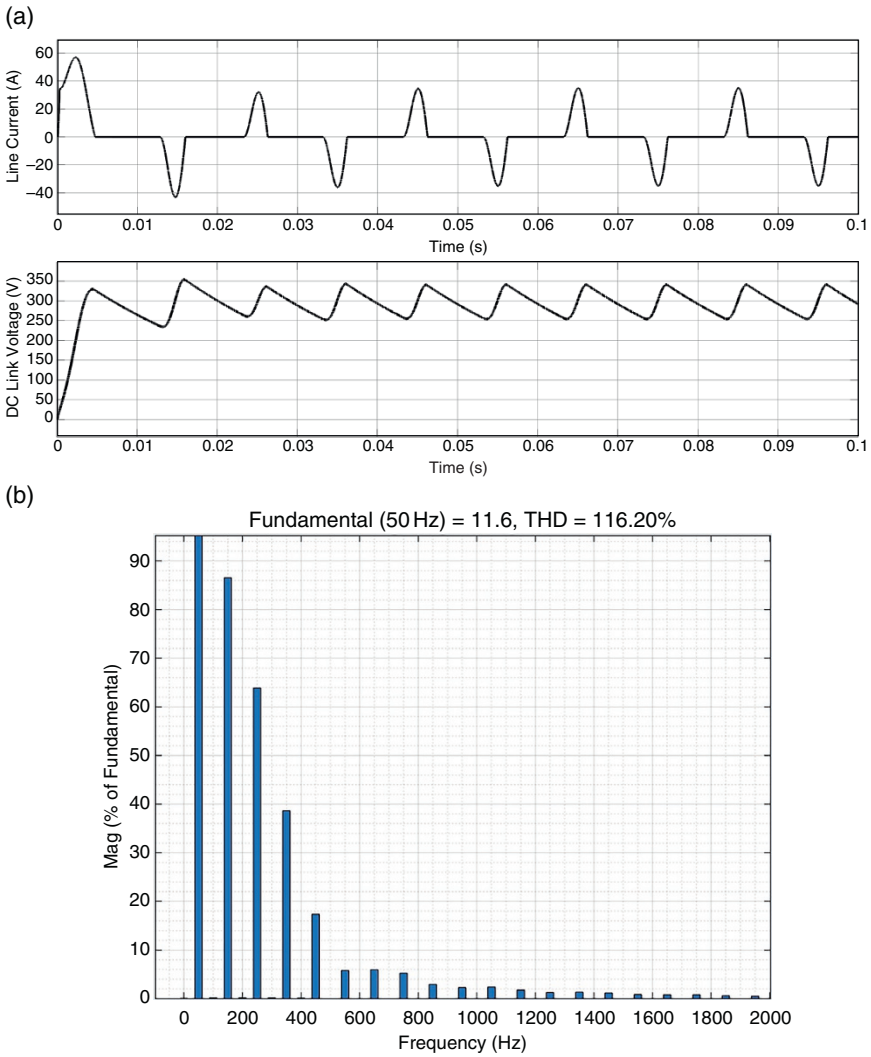 (a)
60
40
20
0
−20
−40
Line Current (A)
0 0.01 0.02 0.03 0.04 0.05 0.06 0.07 0.08 0.09 0.1
Time (s)
350
300
250
200
150
100
50
0
DC Link Voltage (V)
0 0.01 0.02 0.03 0.04 0.05 0.06 0.07 0.08 0.09 0.1
Time (s)
(b)
Fundamental (50 Hz) = 11.6, THD = 116.20%
90
80
70
60
50
40
30
20
10
0
Mag (% of Fundamental)
0 200 400 600 800 1000 1200 1400 1600 1800 2000
Frequency (Hz)